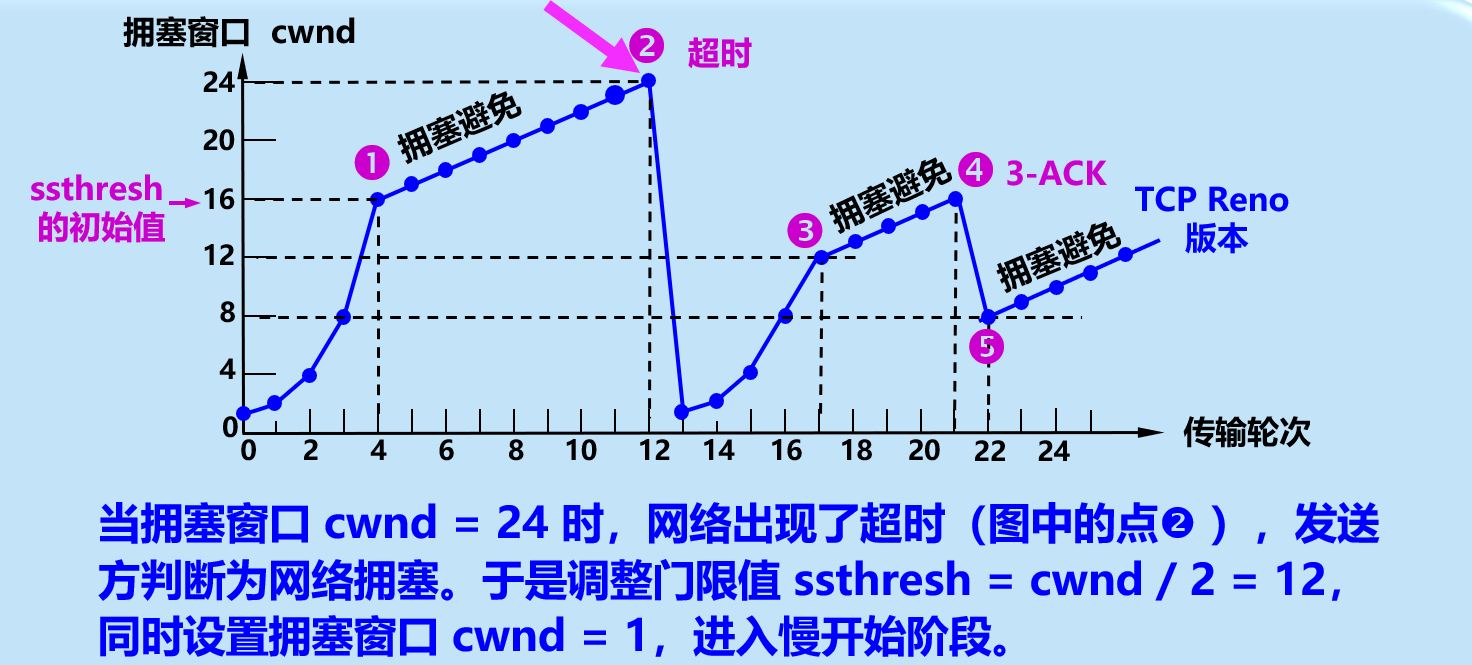 拥塞窗口 cwnd
❷ 超时
24
拥塞避免
20
❶
ssthresh
的初始值
16
拥塞避免
❹ 3-ACK
TCP Reno
版本
❸
12
拥塞避免
8
❺
4
0
0 2 4 6 8 10 12 14 16 18 20 22 24
传输轮次
当拥塞窗口 cwnd = 24 时，网络出现了超时（图中的点❷ ），发送
方判断为网络拥塞。于是调整门限值 ssthresh = cwnd / 2 = 12，
同时设置拥塞窗口 cwnd = 1，进入慢开始阶段。